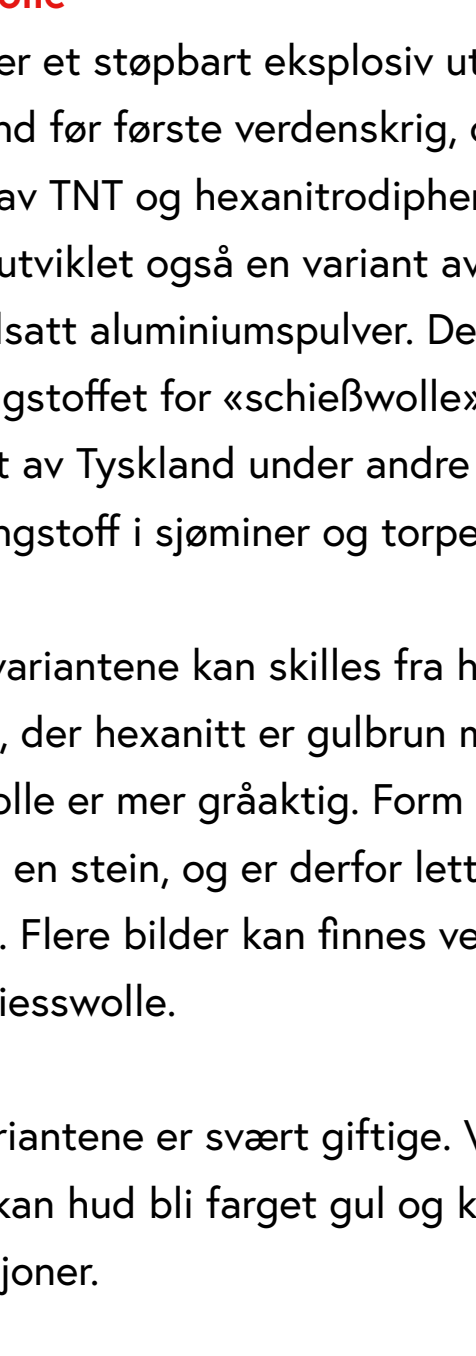 olle
er et støpbart eksplosiv ut
nd før første verdenskrig,
av TNT og hexanitrodipher
utviklet også en variant av
lsatt aluminiumspulver. De
gstoffet for «schießwolle»
t av Tyskland under andre
ngstoff i sjøminer og torpe
variantene kan skilles fra h
, der hexanitt er gulbrun m
olle er mer gråaktig. Form
en stein, og er derfor lett
. Flere bilder kan finnes ve
iesswolle.
riantene er svært giftige. V
kan hud bli farget gul og k
joner.